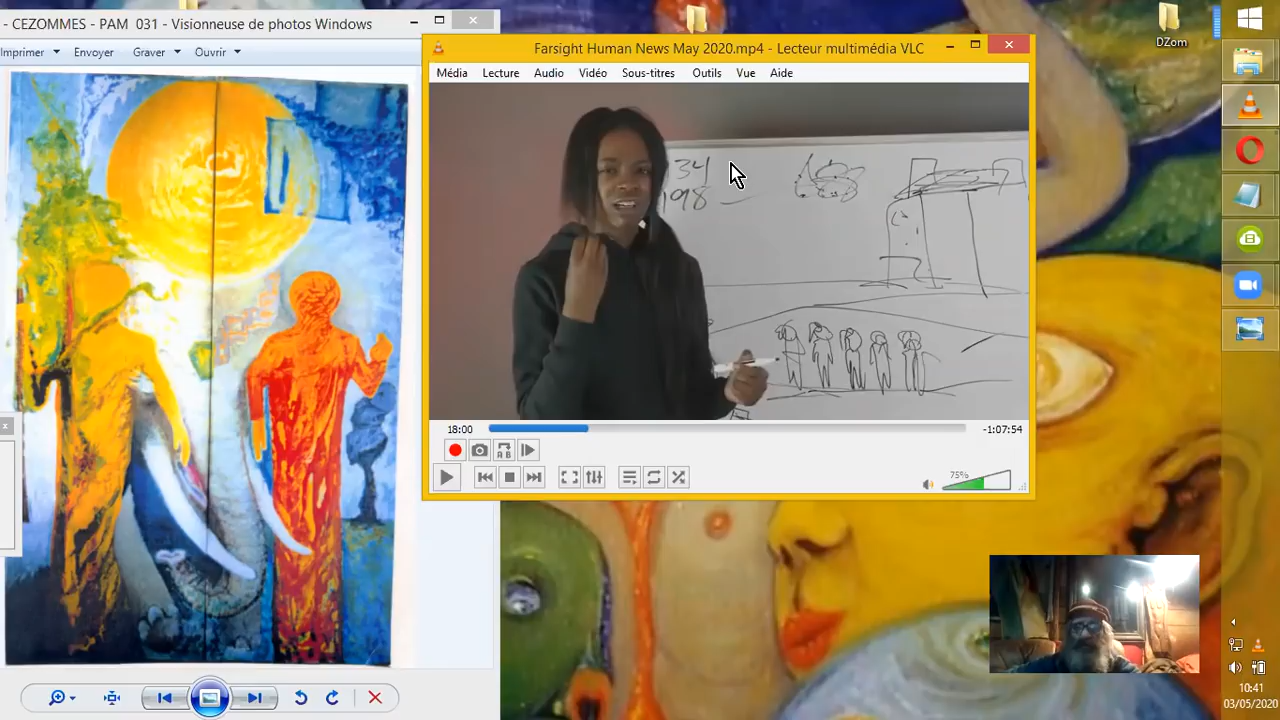 - CEZOMMES - PAM 031 - Visionneuse de photos Windows
Imprimer
Envoyer
Graver
Ouvrir
Farsight Human News May 2020.mp4 - Lecteur multimédia VLC
Média
Lecture
Audio
Vidéo
Sous-titres
Outils
Vue
Aide
34
198
18:00
-1:07:54
A B
75%
DZom
10:41
03/05/2020